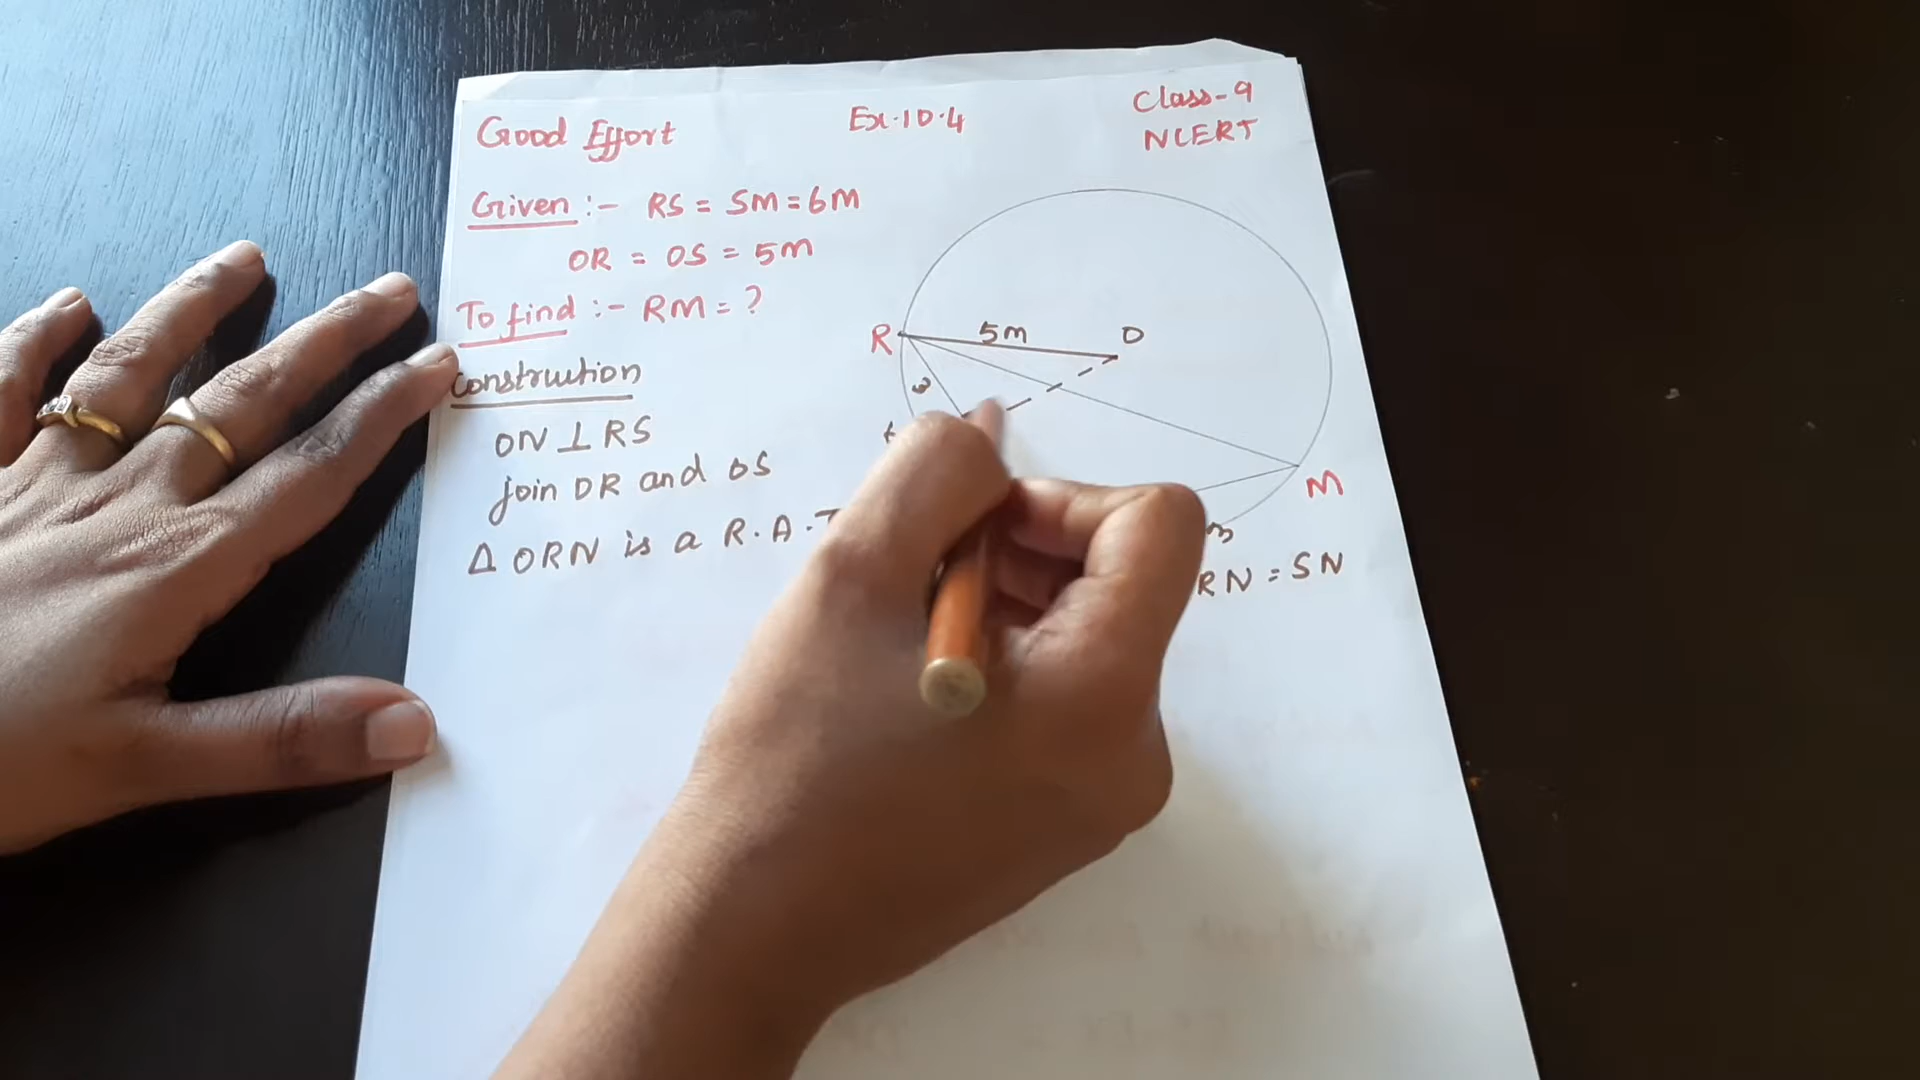 Good Effort
Ex.10.4
Class-9
NCERT
Given :- RS = SM = 6M
OR = OS = 5m
To find :- RM = ?
Construction
ON ⊥ RS
join OR and OS
Δ ORN is a R.A.T
R
5m
O
3
M
RN = SN